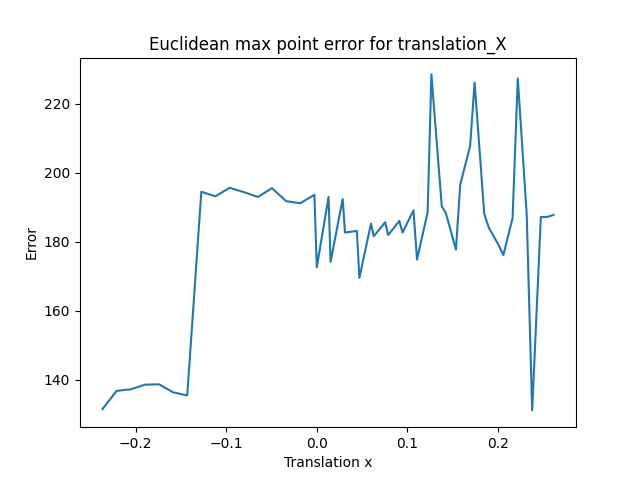 Euclidean max point error for translation_X
220
200
180
160
140
Error
−0.2 −0.1 0.0 0.1 0.2
Translation x